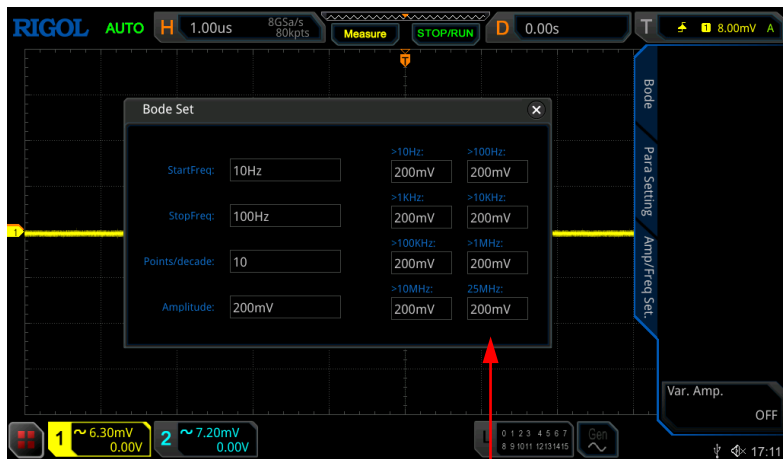 RIGOL AUTO H 1.00us 8GSa/s 80kpts Measure STOP/RUN D 0.00s T 1 8.00mV A
T
Bode Set
StartFreq: 10Hz
StopFreq: 100Hz
Points/decade: 10
Amplitude: 200mV
>10Hz: >100Hz:
200mV 200mV
>1KHz: >10KHz:
200mV 200mV
>100KHz: >1MHz:
200mV 200mV
>10MHz: 25MHz:
200mV 200mV
1
Bode
Para Setting
Amp/Freq Set.
Var. Amp.
OFF
1 6.30mV
0.00V
2 7.20mV
0.00V
L 0 1 2 3 4 5 6 7
8 9 10 11 12 13 14 15
Gen
17:11